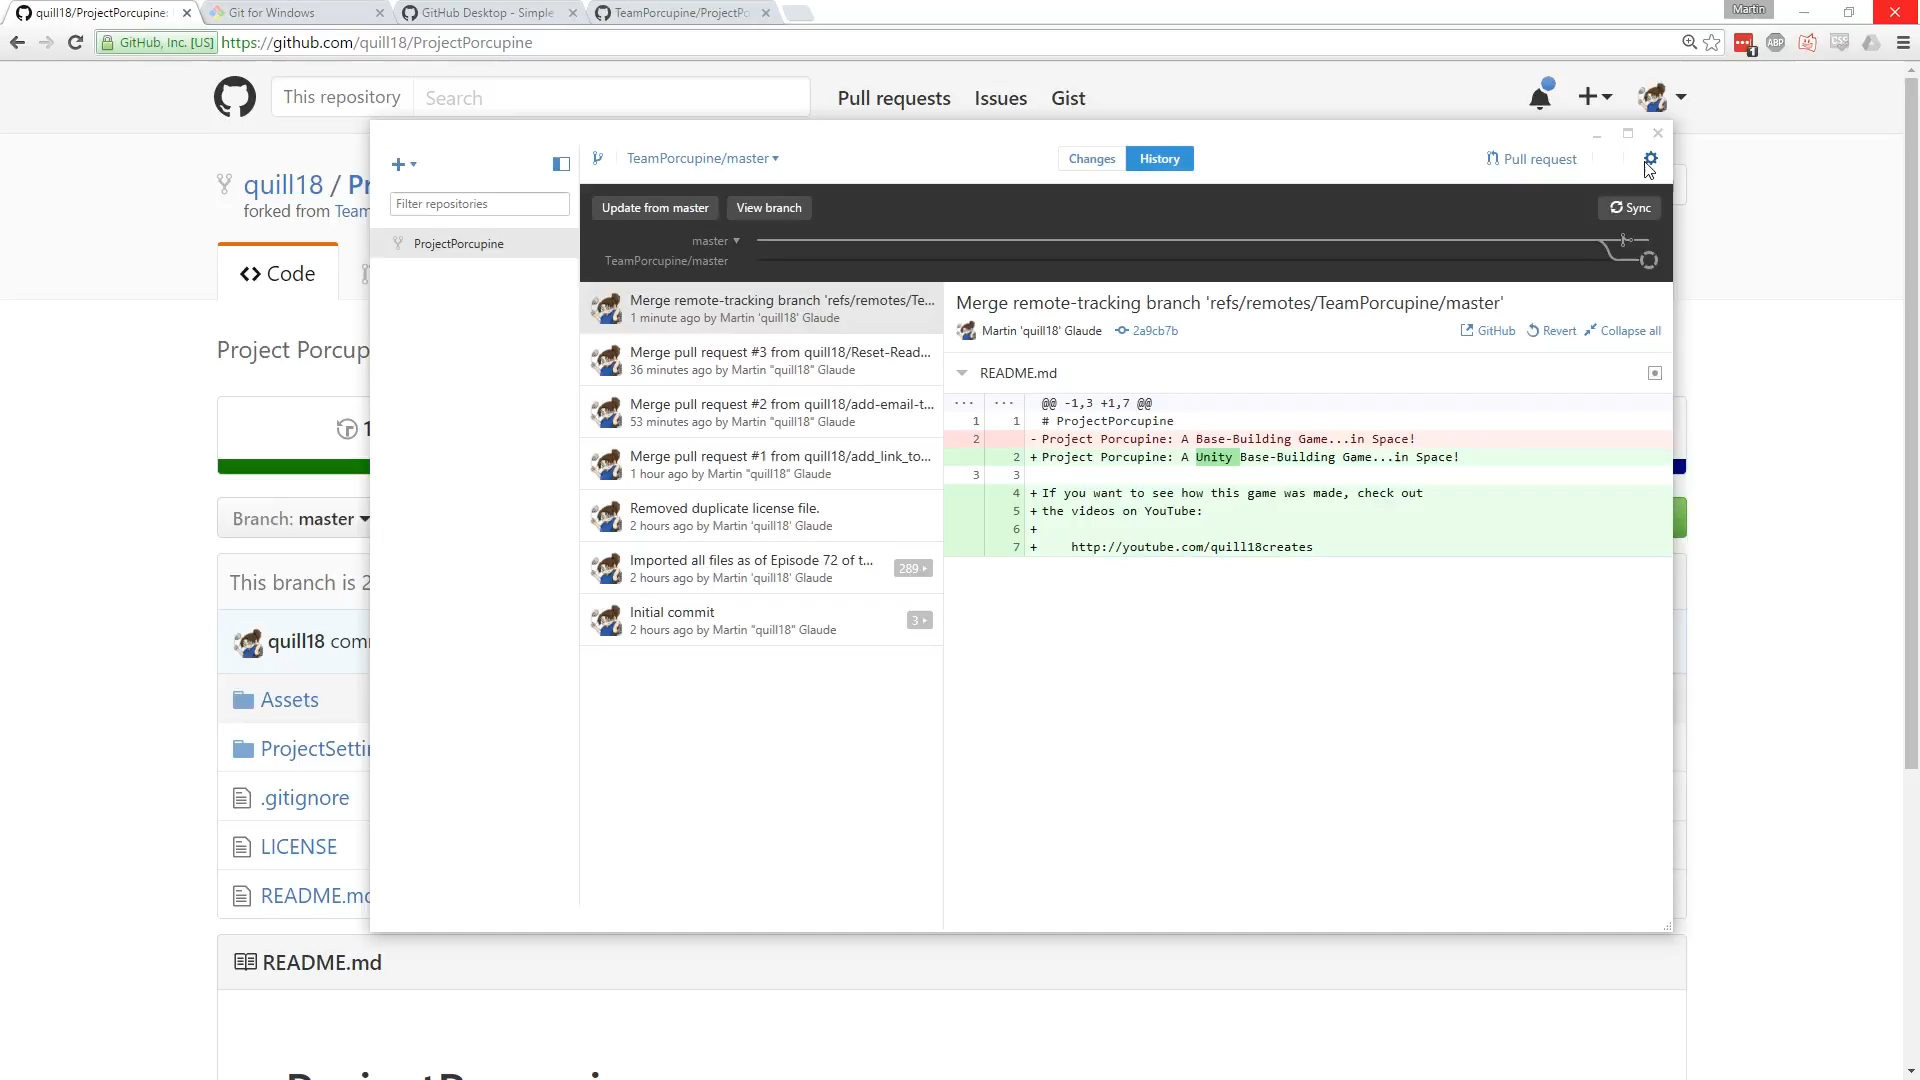 quill18/ProjectPorcupine:
Git for Windows
GitHub Desktop - Simple
TeamPorcupine/ProjectPo
Martin
GitHub, Inc. [US]
https://github.com/quill18/ProjectPorcupine
1
ABP
CSS
This repository
Search
Pull requests
Issues
Gist
quill18 / Pr
forked from Team
Code
Project Porcup
1
Branch: master
This branch is 2
quill18 com
Assets
ProjectSettin
.gitignore
LICENSE
README.md
README.md
Filter repositories
ProjectPorcupine
TeamPorcupine/master
Changes
History
Pull request
Update from master
View branch
Sync
master
TeamPorcupine/master
Merge remote-tracking branch 'refs/remotes/Te...
1 minute ago by Martin 'quill18' Glaude
Merge pull request #3 from quill18/Reset-Read...
36 minutes ago by Martin "quill18" Glaude
Merge pull request #2 from quill18/add-email-t...
53 minutes ago by Martin "quill18" Glaude
Merge pull request #1 from quill18/add_link_to...
1 hour ago by Martin "quill18" Glaude
Removed duplicate license file.
2 hours ago by Martin 'quill18' Glaude
Imported all files as of Episode 72 of t...
289
2 hours ago by Martin 'quill18' Glaude
Initial commit
3
2 hours ago by Martin "quill18" Glaude
Merge remote-tracking branch 'refs/remotes/TeamPorcupine/master'
Martin 'quill18' Glaude
2a9cb7b
GitHub
Revert
Collapse all
README.md
... ... @@ -1,3 +1,7 @@
1 1 # ProjectPorcupine
2 - Project Porcupine: A Base-Building Game...in Space!
2 + Project Porcupine: A Unity Base-Building Game...in Space!
3 3
4 + If you want to see how this game was made, check out
5 + the videos on YouTube:
6 +
7 + http://youtube.com/quill18creates